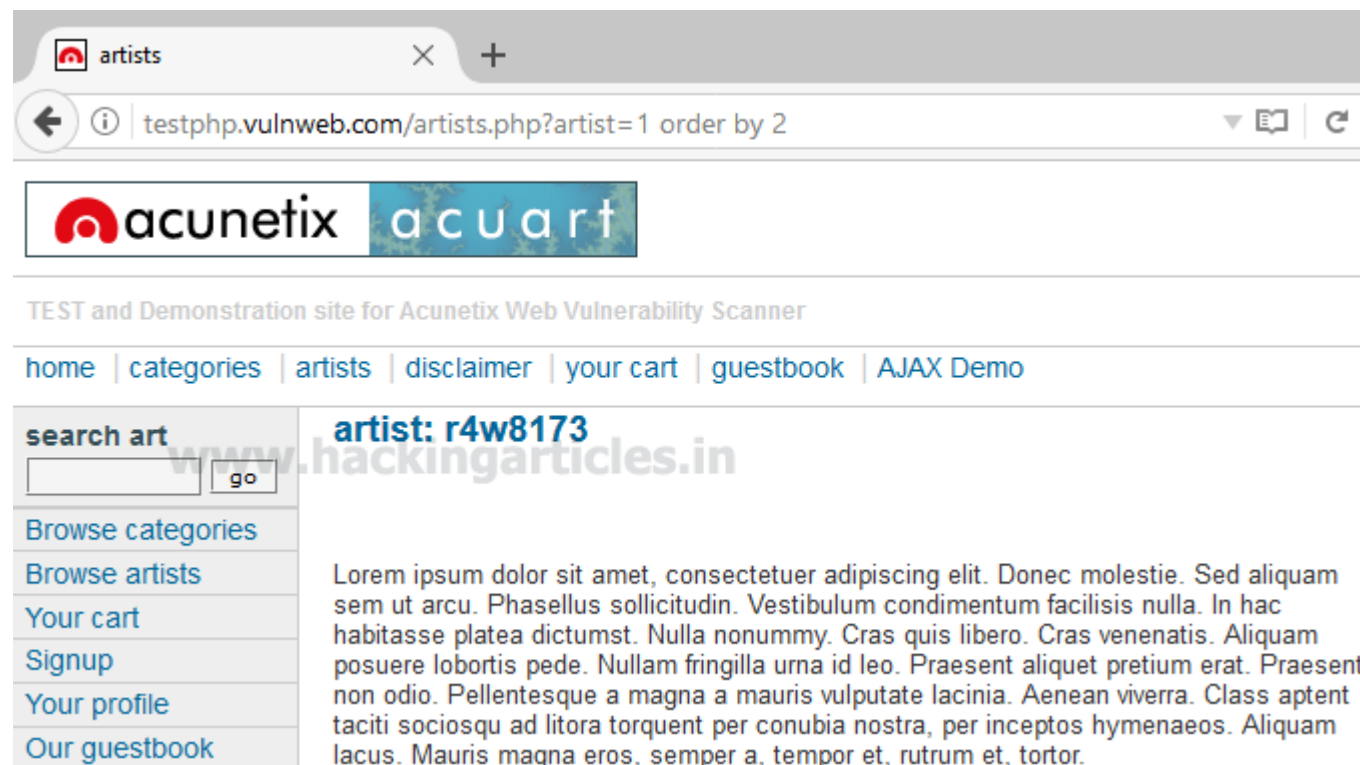 artists
testphp.vulnweb.com/artists.php?artist=1 order by 2
acunetix acuart
TEST and Demonstration site for Acunetix Web Vulnerability Scanner
home | categories | artists | disclaimer | your cart | guestbook | AJAX Demo
search art
go
Browse categories
Browse artists
Your cart
Signup
Your profile
Our guestbook
artist: r4w8173
www.hackingarticles.in
Lorem ipsum dolor sit amet, consectetuer adipiscing elit. Donec molestie. Sed aliquam
sem ut arcu. Phasellus sollicitudin. Vestibulum condimentum facilisis nulla. In hac
habitasse platea dictumst. Nulla nonummy. Cras quis libero. Cras venenatis. Aliquam
posuere lobortis pede. Nullam fringilla urna id leo. Praesent aliquet pretium erat. Praesent
non odio. Pellentesque a magna a mauris vulputate lacinia. Aenean viverra. Class aptent
taciti sociosqu ad litora torquent per conubia nostra, per inceptos hymenaeos. Aliquam
lacus. Mauris magna eros, semper a, tempor et, rutrum et, tortor.